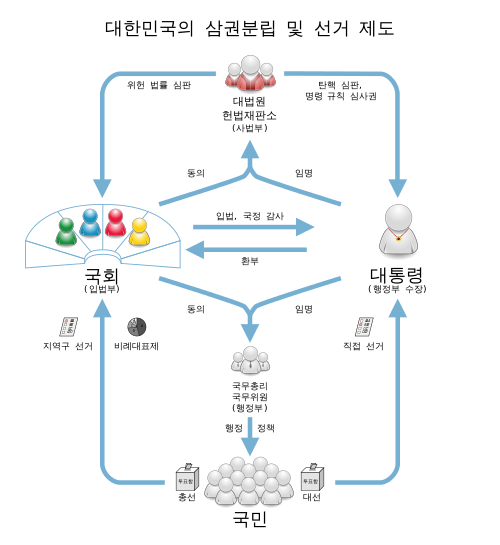 대한민국의 삼권분립 및 선거 제도
위헌 법률 심판
탄핵 심판,
명령 규칙 심사권
대법원
헌법재판소
(사법부)
동의
임명
입법, 국정 감사
환부
국회
(입법부)
대통령
(행정부 수장)
동의
임명
지역구 선거
비례대표제
직접 선거
국무총리
국무위원
(행정부)
행정
정책
투표함
투표함
총선
대선
국민